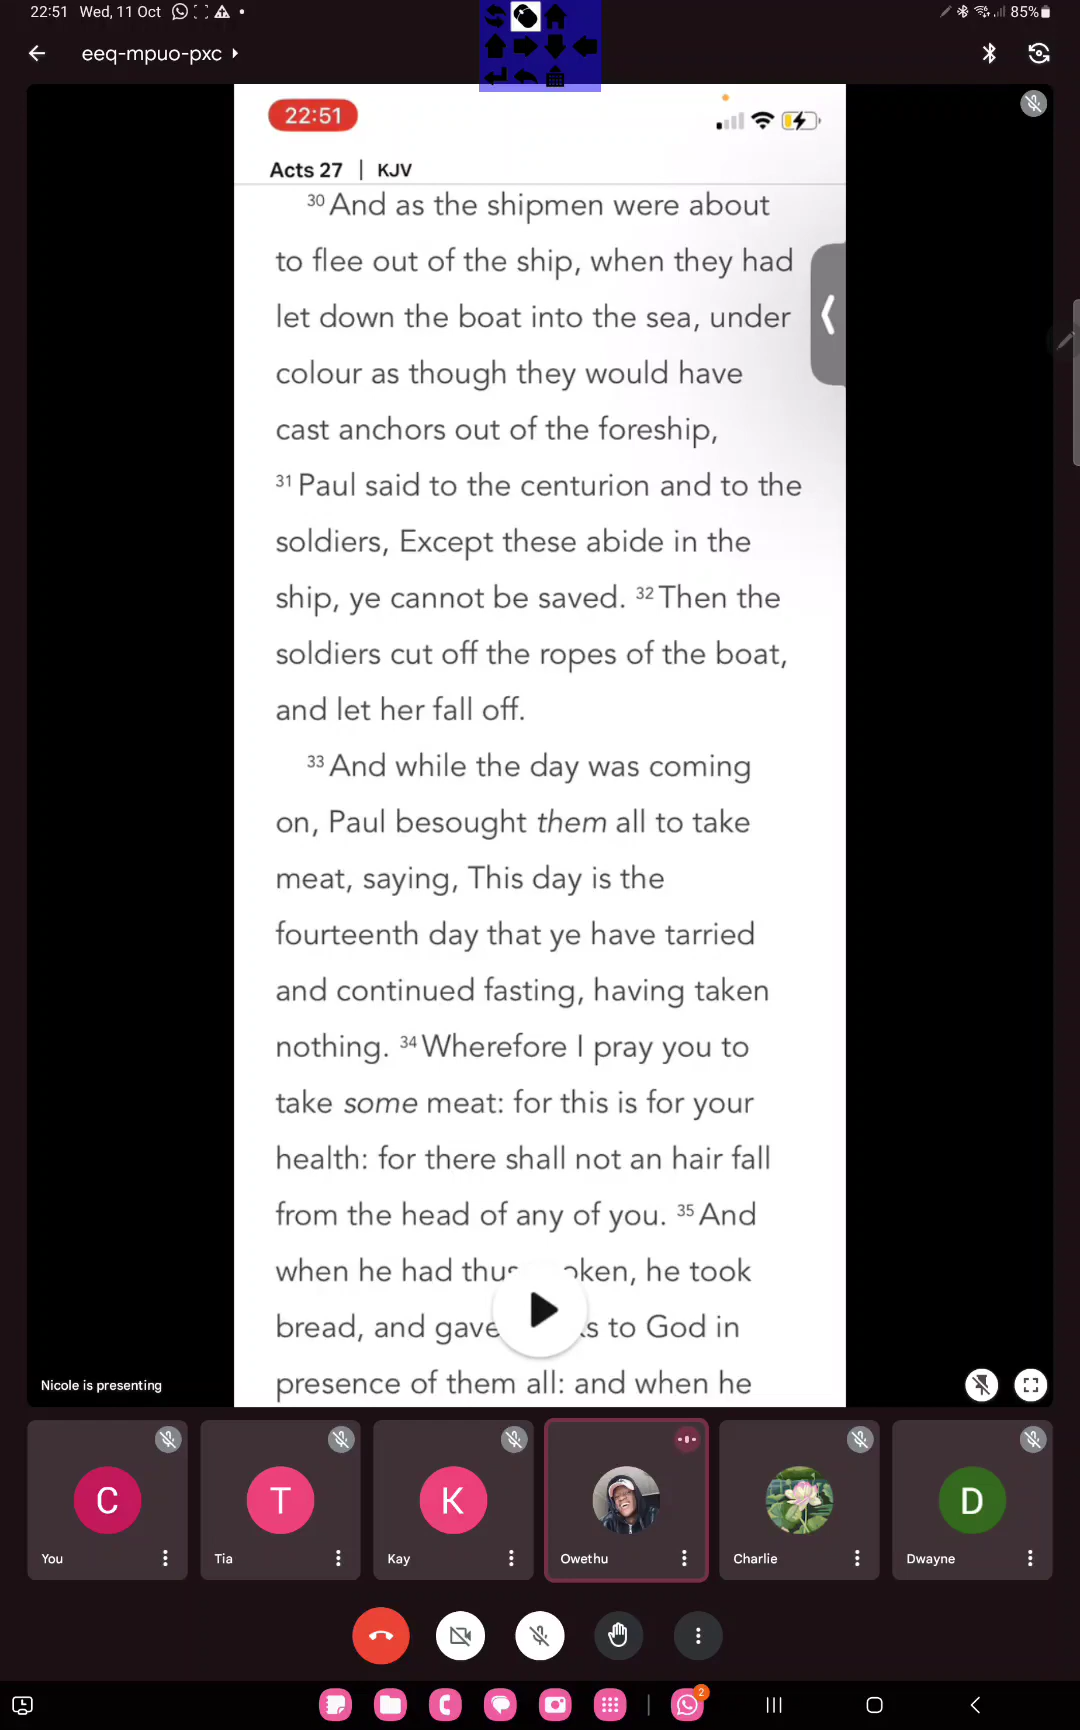 22:51 Wed, 11 Oct
85%
eeq-mpuo-pxc
22:51
Acts 27 | KJV
30 And as the shipmen were about
to flee out of the ship, when they had
let down the boat into the sea, under
colour as though they would have
cast anchors out of the foreship,
31 Paul said to the centurion and to the
soldiers, Except these abide in the
ship, ye cannot be saved. 32 Then the
soldiers cut off the ropes of the boat,
and let her fall off.
33 And while the day was coming
on, Paul besought them all to take
meat, saying, This day is the
fourteenth day that ye have tarried
and continued fasting, having taken
nothing. 34 Wherefore I pray you to
take some meat: for this is for your
health: for there shall not an hair fall
from the head of any of you. 35 And
when he had he took
bread, and gave to God in
presence of them all: and when he
Nicole is presenting
C
T
K
D
You
Tia
Kay
Owethu
Charlie
Dwayne
2